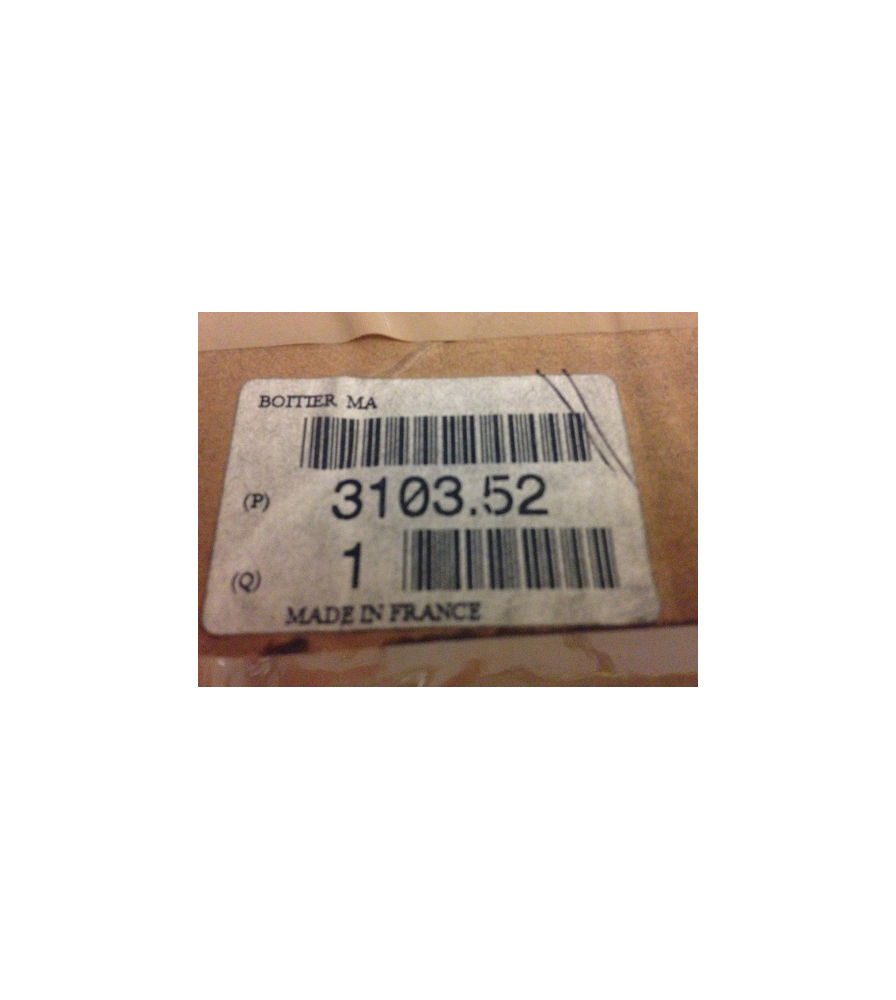 BOITIER MA
(P) 3103.52
(Q) 1
MADE IN FRANCE